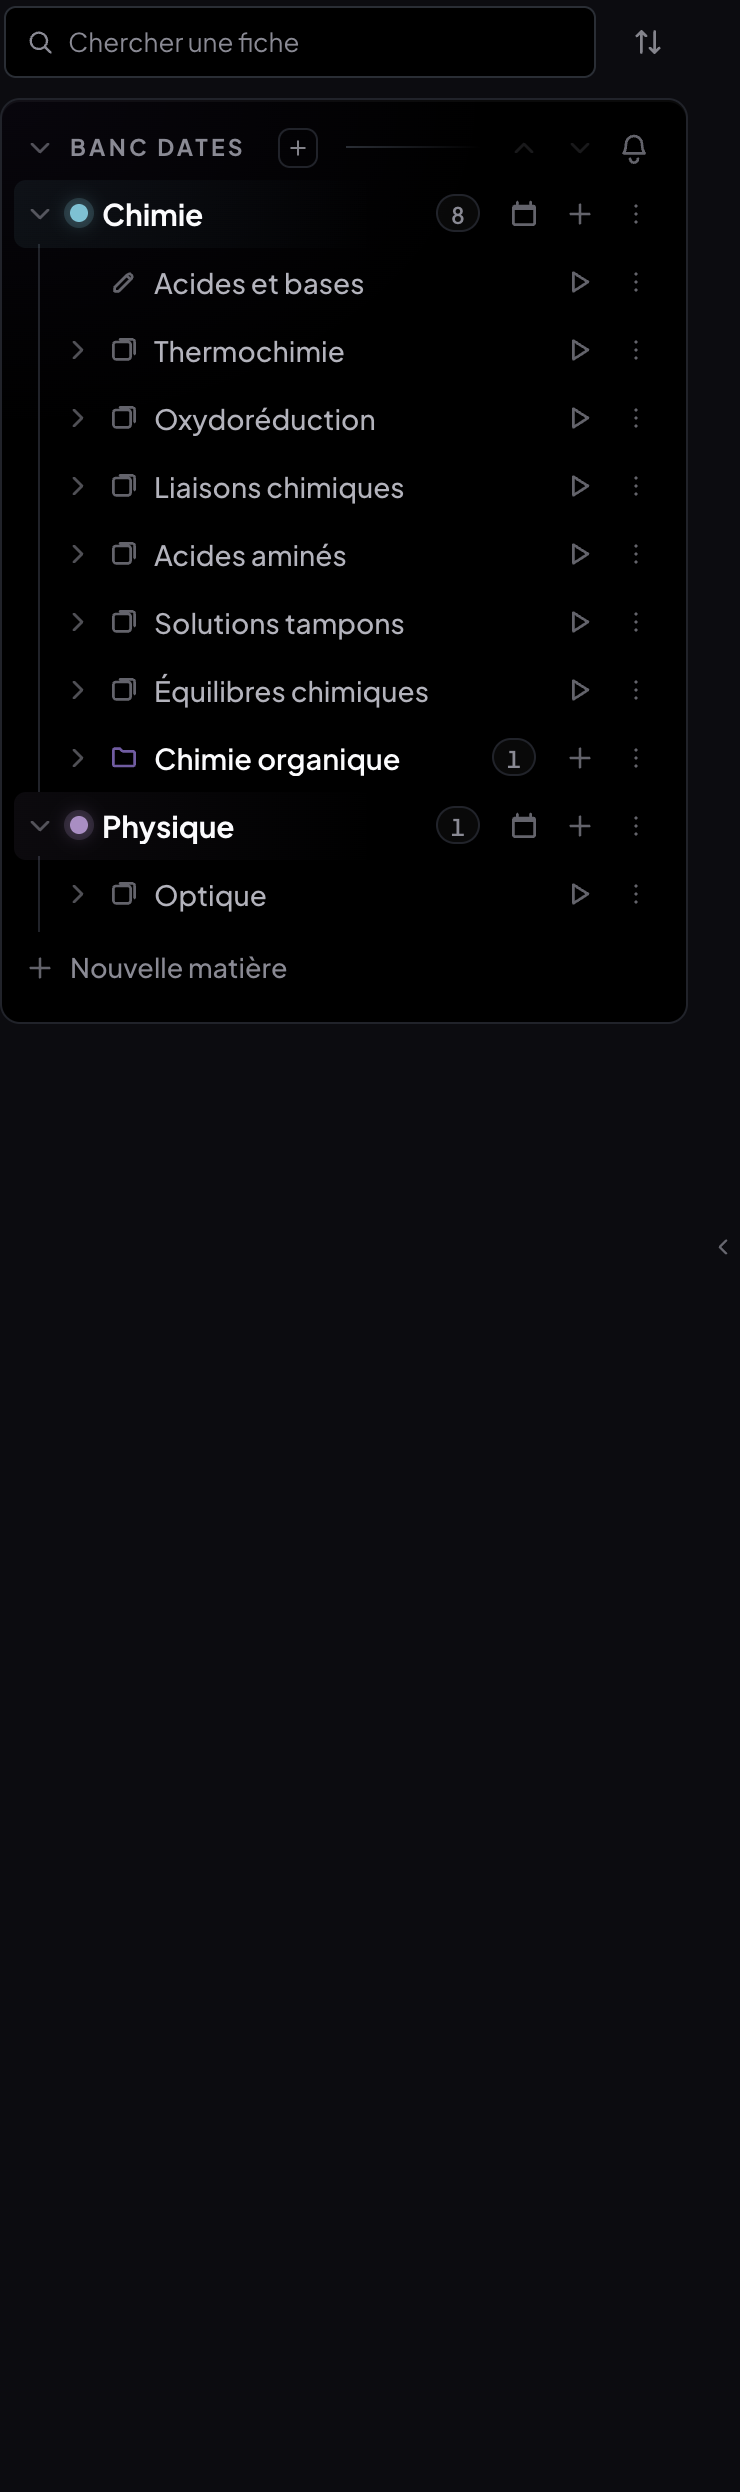 Chercher une fiche
BANC DATES
Chimie 8
Acides et bases
Thermochimie
Oxydoréduction
Liaisons chimiques
Acides aminés
Solutions tampons
Équilibres chimiques
Chimie organique 1
Physique 1
Optique
Nouvelle matière